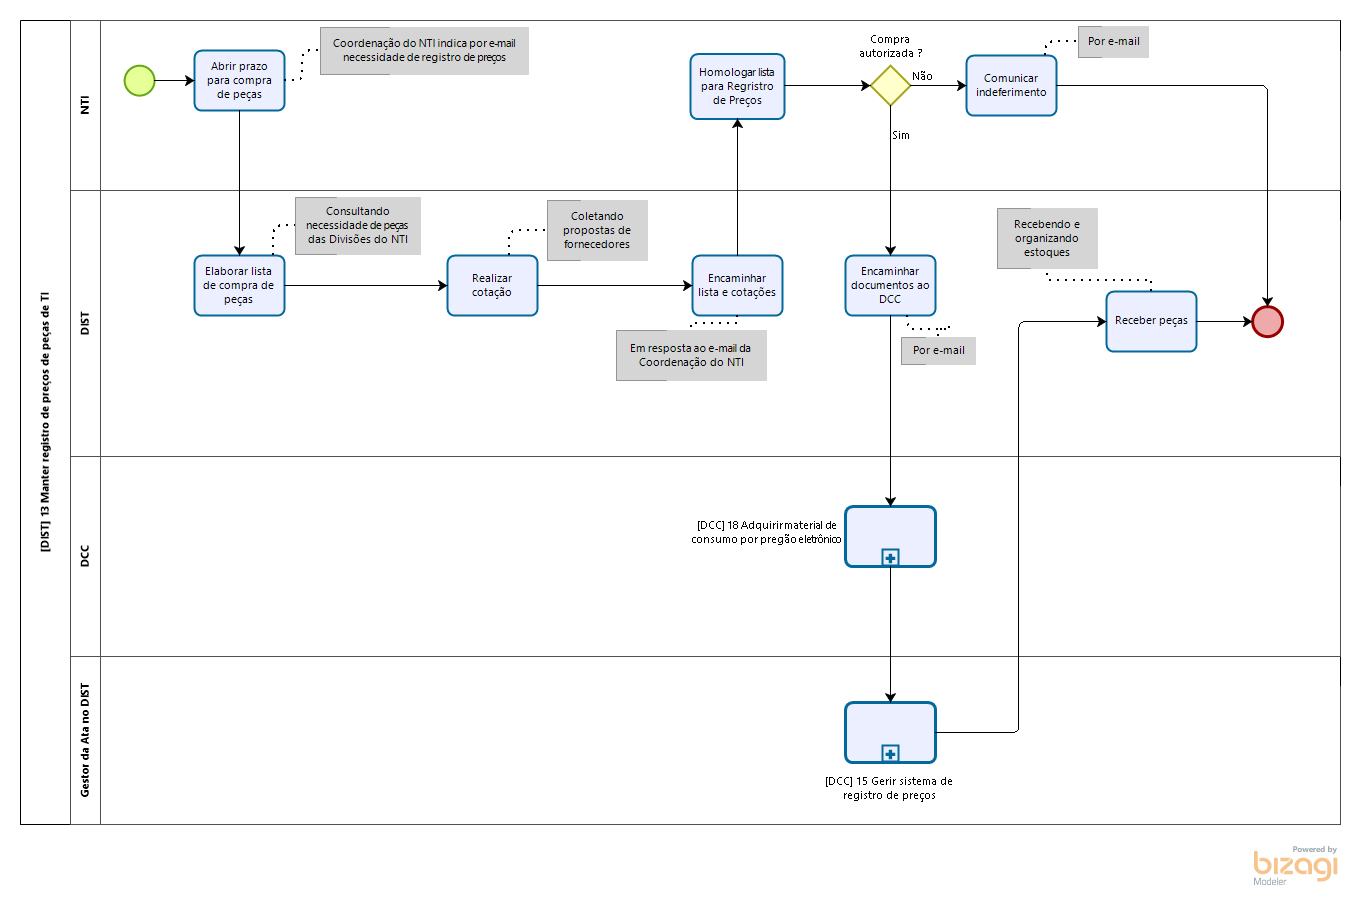 [DIST] 13 Manter registro de preços de peças de TI
NTI
Abrir prazo
para compra
de peças
Coordenação do NTI indica por e-mail
necessidade de registro de preços
Homologar lista
para Regristro
de Preços
Compra
autorizada ?
Não
Sim
Comunicar
indeferimento
Por e-mail
DIST
Consultando
necessidade de peças
das Divisões do NTI
Elaborar lista
de compra de
peças
Coletando
propostas de
fornecedores
Realizar
cotação
Encaminhar
lista e cotações
Em resposta ao e-mail da
Coordenação do NTI
Encaminhar
documentos ao
DCC
Por e-mail
Recebendo e
organizando
estoques
Receber peças
DCC
[DCC] 18 Adquirir material de
consumo por pregão eletrônico
Gestor da Ata no DIST
[DCC] 15 Gerir sistema de
registro de preços
Powered by
bizagi
Modeler